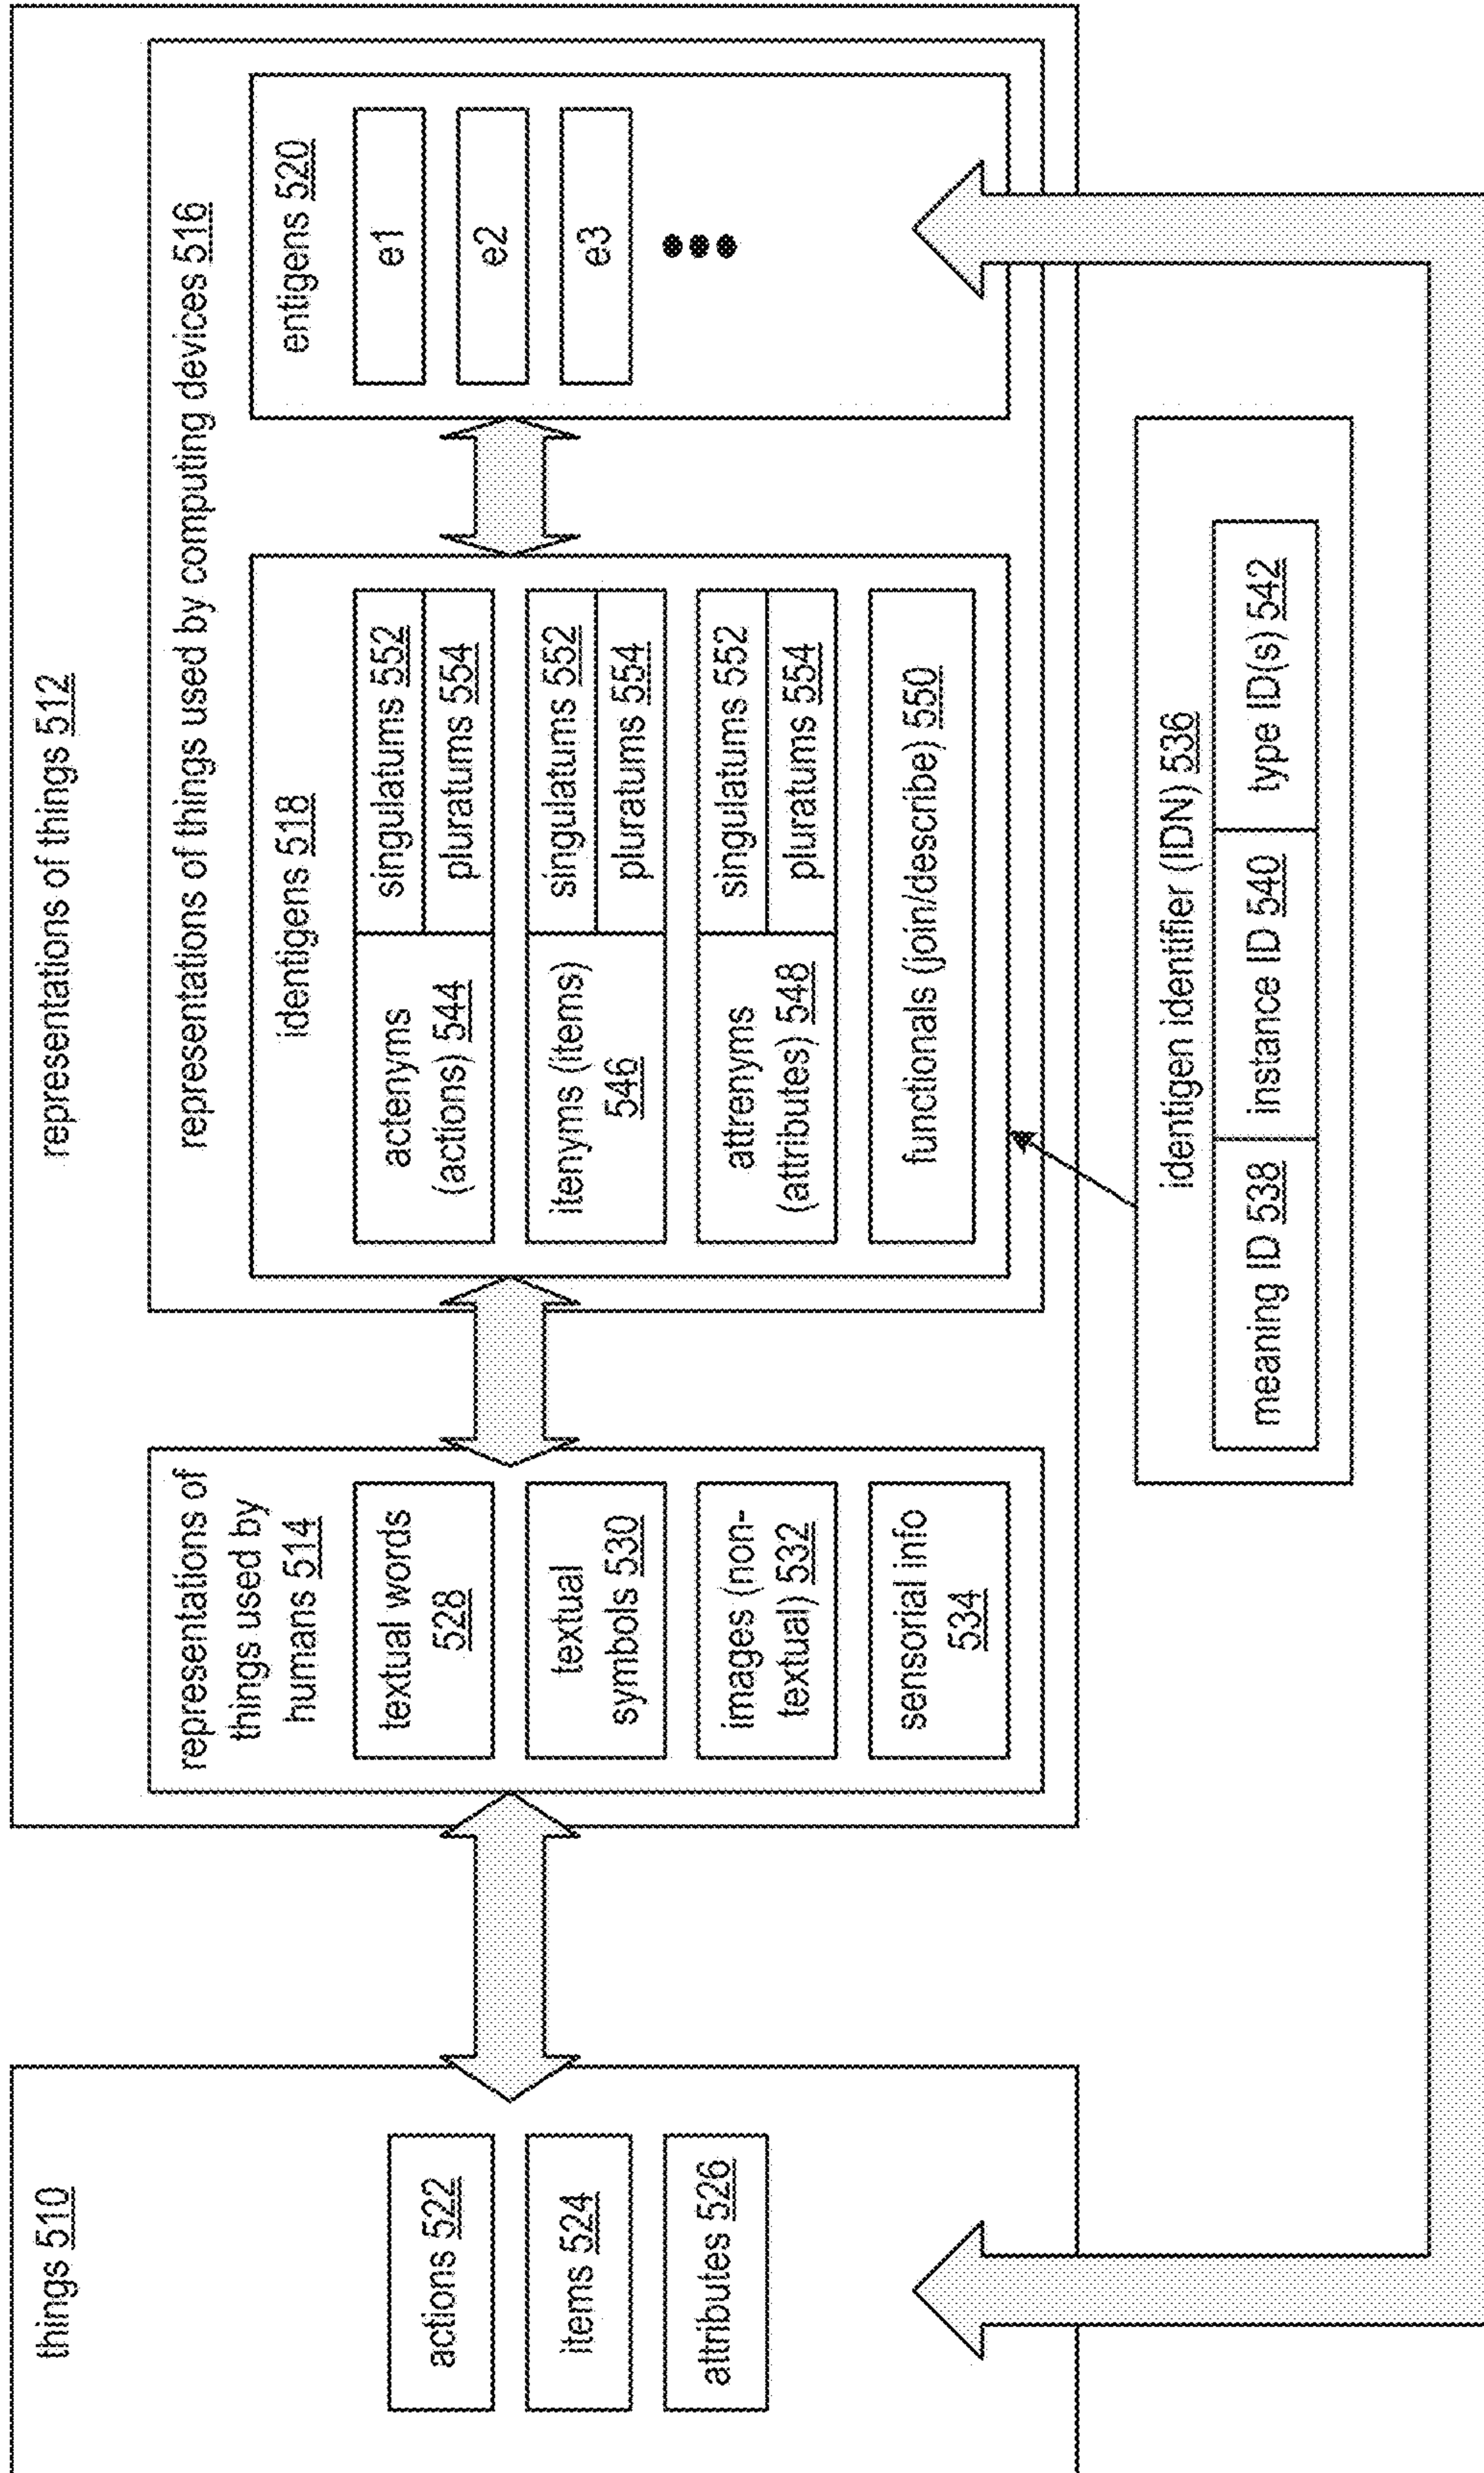 things 510
actions 522
items 524
attributes 526
representations of things 512
representations of
things used by
humans 514
textual words
528
textual
symbols 530
images (non-
textual) 532
sensorial info
534
representations of things used by computing devices 516
identigens 518
actenyms
(actions) 544
singulatums 552
pluratums 554
itenyms (items)
546
singulatums 552
pluratums 554
attrenyms
(attributes) 548
singulatums 552
pluratums 554
functionals (join/describe) 550
entigens 520
e1
e2
e3
identigen identifier (IDN) 536
meaning ID 538
instance ID 540
type ID(s) 542